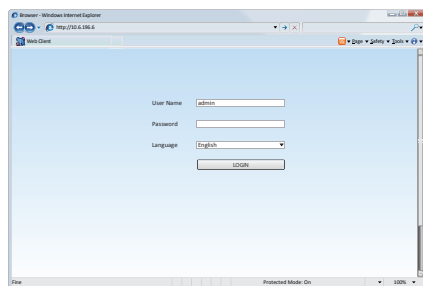 Browser - Windows Internet Explorer
http://10.6.196.6
Web Client
Page Safety Tools
User Name admin
Password
Language English
LOGIN
Fine Protected Mode: On 100%